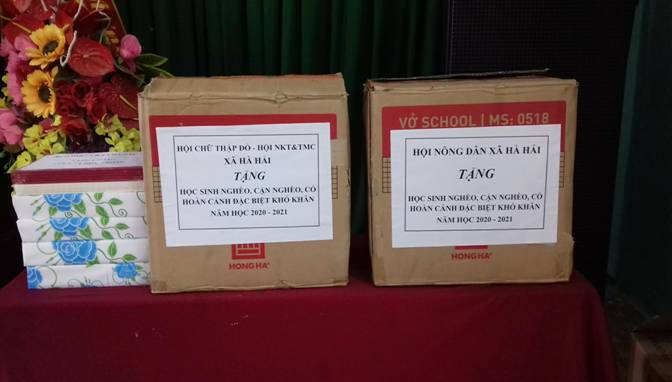 HỘI CHỮ THẬP ĐỎ - HỘI NKT&TMC
XÃ HÀ HẢI
TẶNG
HỌC SINH NGHÈO, CẬN NGHÈO, CÓ
HOÀN CẢNH ĐẶC BIỆT KHÓ KHĂN
NĂM HỌC 2020 - 2021
HONG HA
VỞ SCHOOL | MS: 0518
HỘI NÔNG DÂN XÃ HÀ HẢI
TẶNG
HỌC SINH NGHÈO, CẬN NGHÈO, CÓ
HOÀN CẢNH ĐẶC BIỆT KHÓ KHĂN
NĂM HỌC 2020 - 2021
HONG HA